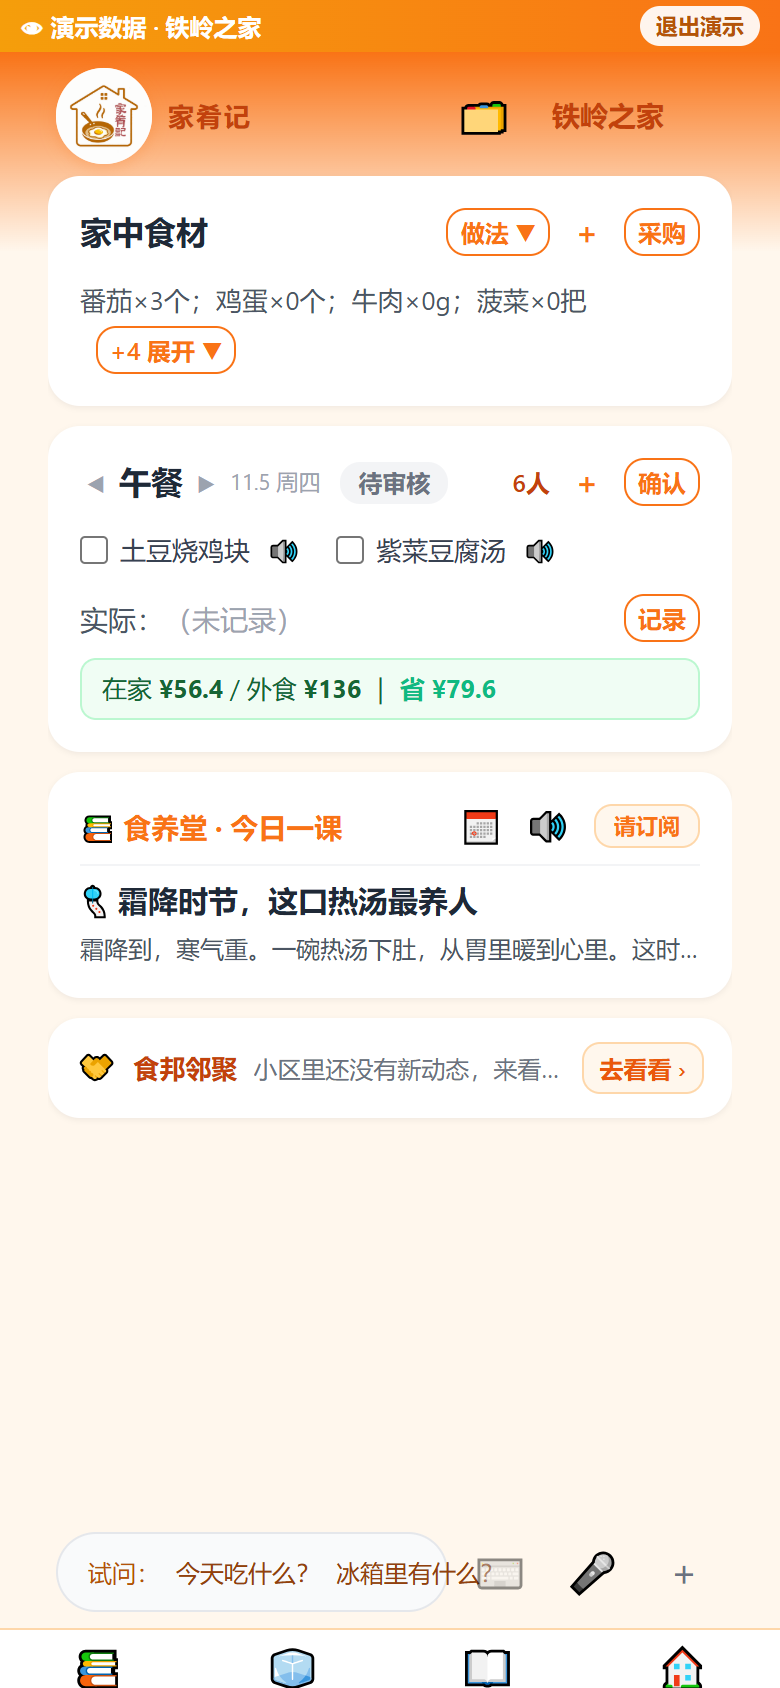 演示数据 · 铁岭之家 退出演示
家肴记 家肴記 铁岭之家
家中食材 做法 ▼ + 采购
番茄×3个；鸡蛋×0个；牛肉×0g；菠菜×0把
+4 展开 ▼
◀ 午餐 ▶ 11.5 周四 待审核 6人 + 确认
土豆烧鸡块 紫菜豆腐汤
实际： （未记录） 记录
在家 ¥56.4 / 外食 ¥136 | 省 ¥79.6
食养堂 · 今日一课 请订阅
霜降时节，这口热汤最养人
霜降到，寒气重。一碗热汤下肚，从胃里暖到心里。这时...
食邦邻聚 小区里还没有新动态，来看... 去看看 ›
试问： 今天吃什么？ 冰箱里有什么？ +